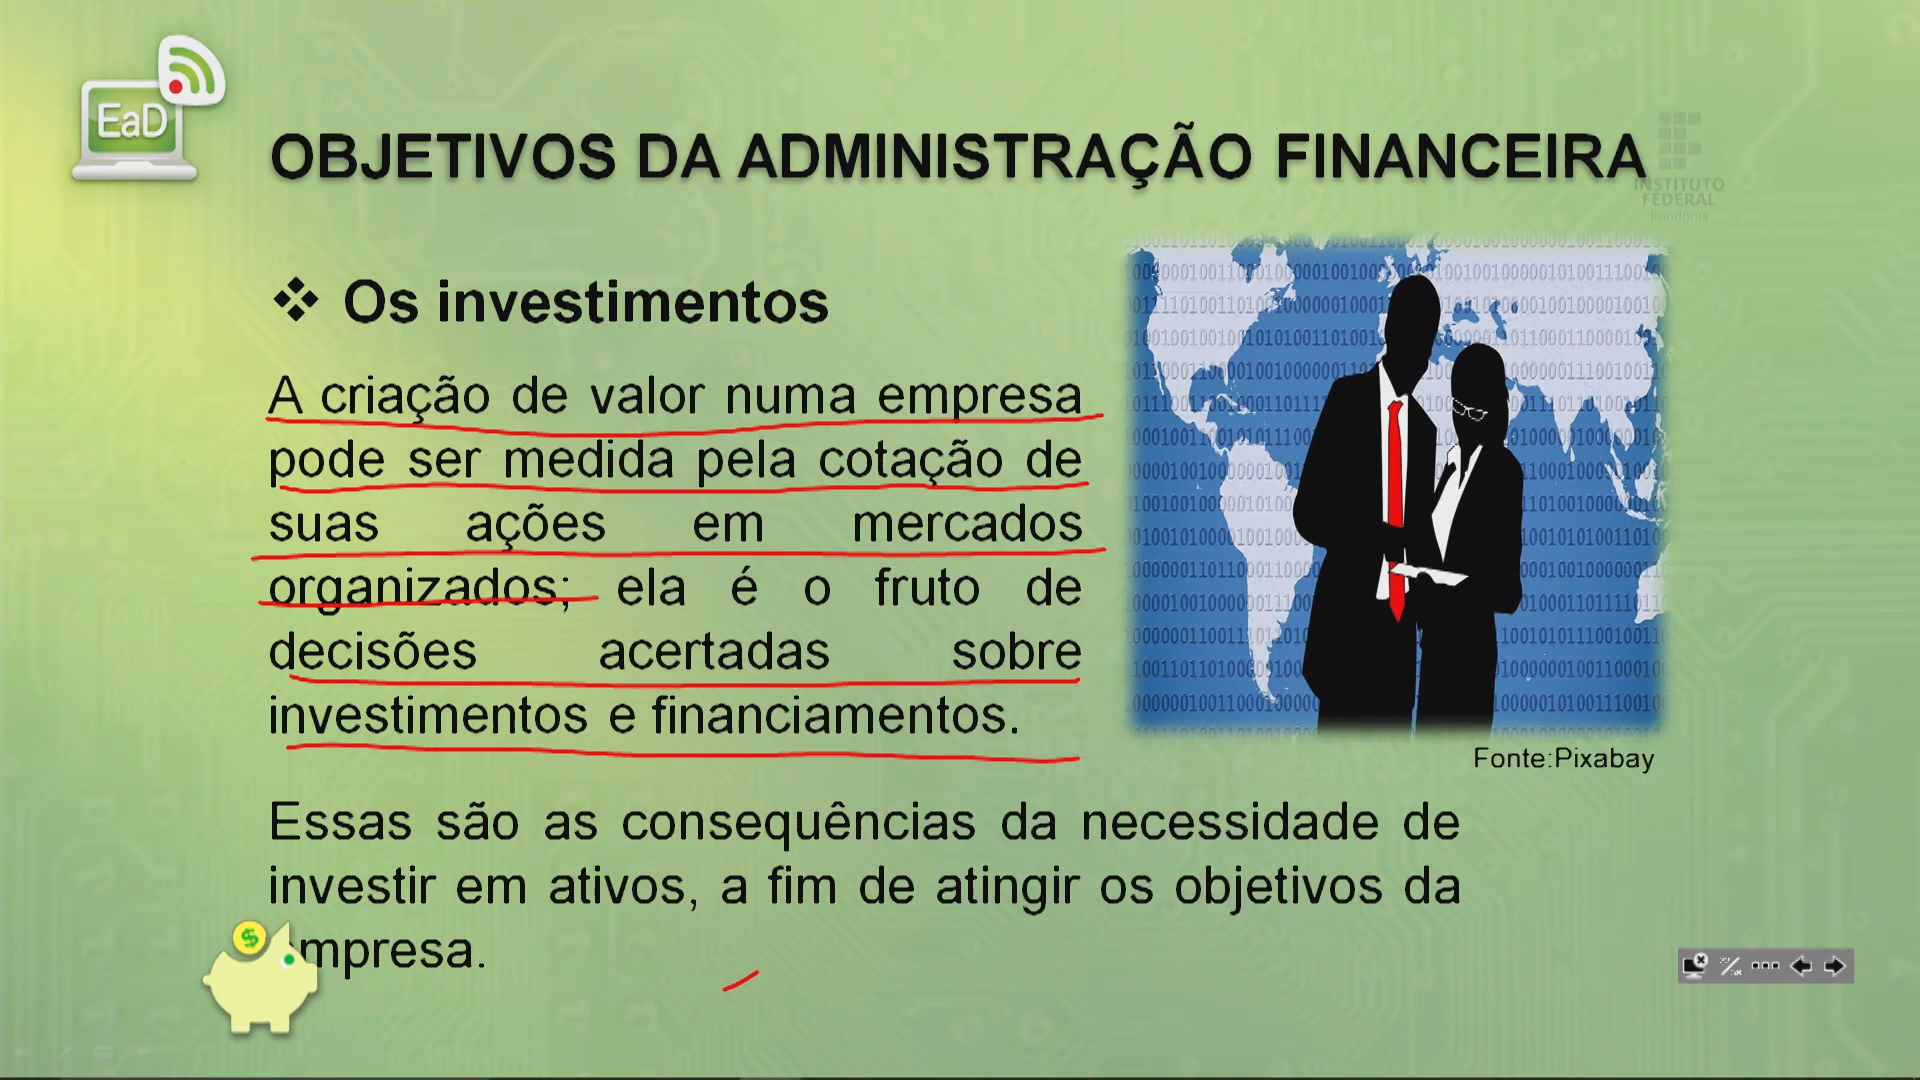 EaD
OBJETIVOS DA ADMINISTRAÇÃO FINANCEIRA
INSTITUTO
FEDERAL
Rondônia
Os investimentos
A criação de valor numa empresa
pode ser medida pela cotação de
suas ações em mercados
organizados; ela é o fruto de
decisões acertadas sobre
investimentos e financiamentos.
Fonte:Pixabay
Essas são as consequências da necessidade de
investir em ativos, a fim de atingir os objetivos da
empresa.
$